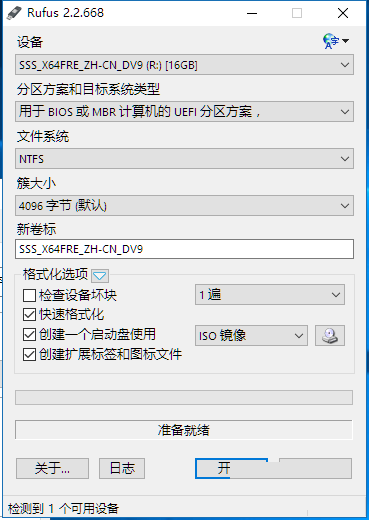 Rufus 2.2.668
设备
SSS_X64FRE_ZH-CN_DV9 (R:) [16GB]
分区方案和目标系统类型
用于 BIOS 或 MBR 计算机的 UEFI 分区方案，
文件系统
NTFS
簇大小
4096 字节 (默认)
新卷标
SSS_X64FRE_ZH-CN_DV9
格式化选项
检查设备坏块 1 遍
快速格式化
创建一个启动盘使用 ISO 镜像
创建扩展标签和图标文件
准备就绪
关于... 日志 开
检测到 1 个可用设备